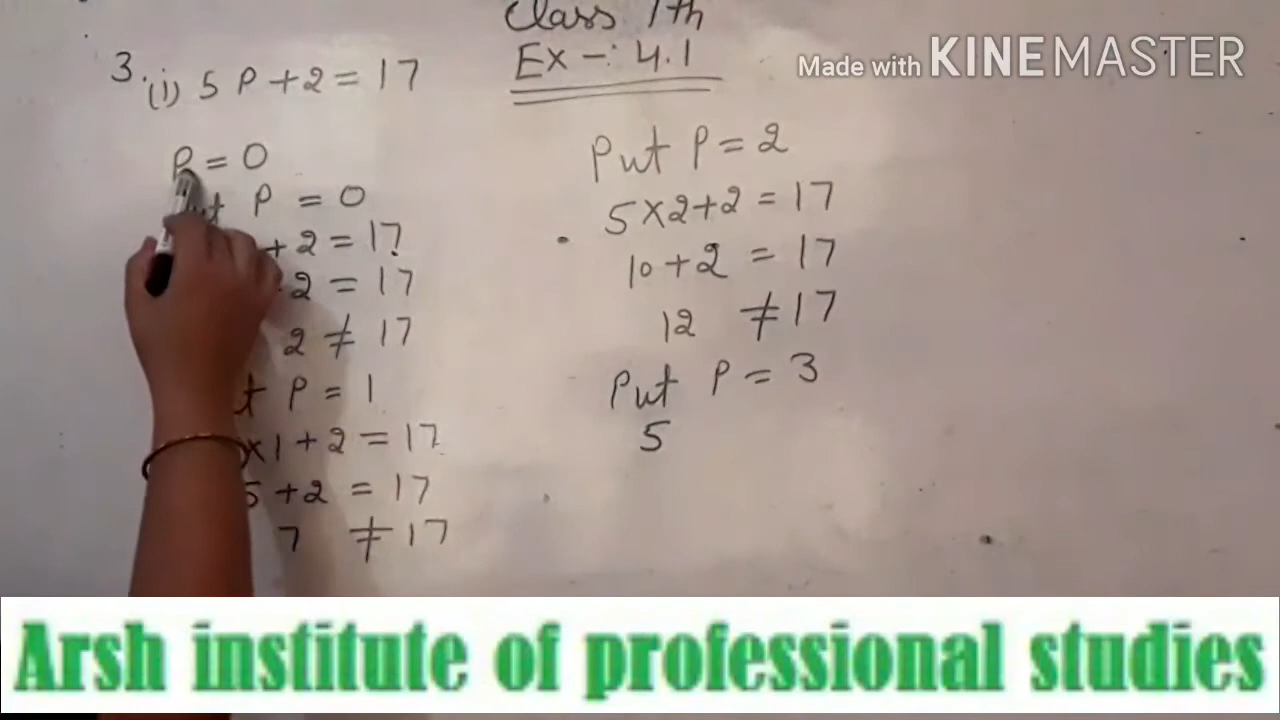 Class 7th
Ex -: 4.1
Made with KINEMASTER
3. (i) 5 P + 2 = 17
P = 0
P = 0
+ 2 = 17
2 = 17
2 ≠ 17
t P = 1
x1 + 2 = 17
5 + 2 = 17
7 ≠ 17
Put P = 2
5x2+2 = 17
10 + 2 = 17
12 ≠ 17
Put P = 3
5
Arsh institute of professional studies